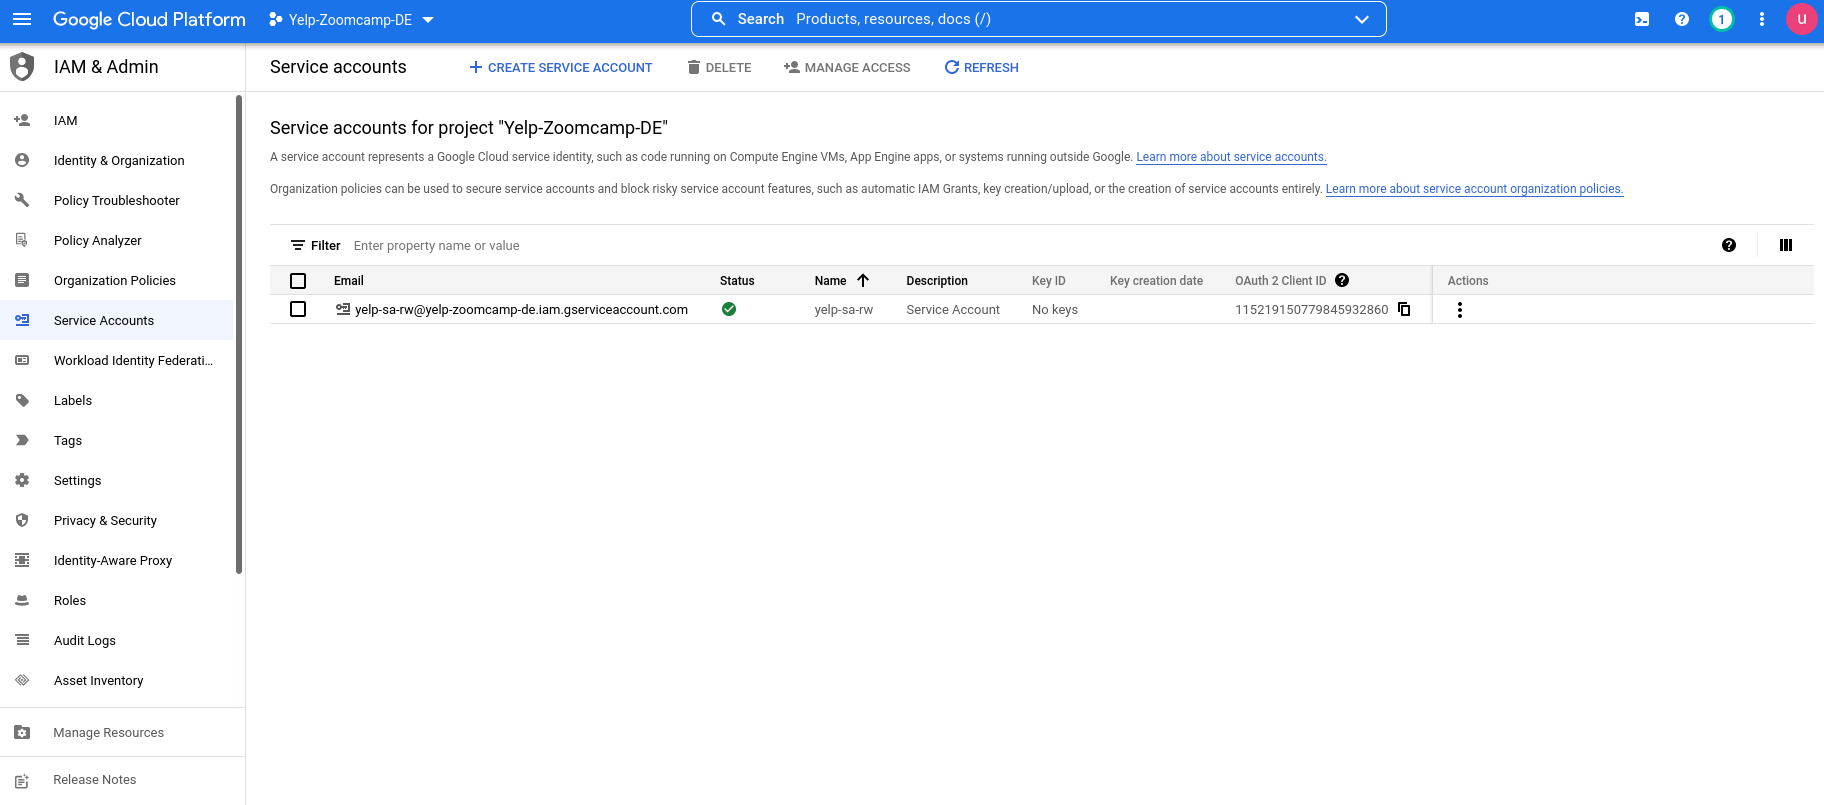 Google Cloud Platform
Yelp-Zoomcamp-DE
Search Products, resources, docs (/)
1
u
IAM & Admin
Service accounts
CREATE SERVICE ACCOUNT
DELETE
MANAGE ACCESS
REFRESH
IAM
Identity & Organization
Policy Troubleshooter
Policy Analyzer
Organization Policies
Service Accounts
Workload Identity Federati...
Labels
Tags
Settings
Privacy & Security
Identity-Aware Proxy
Roles
Audit Logs
Asset Inventory
Manage Resources
Release Notes
Service accounts for project "Yelp-Zoomcamp-DE"
A service account represents a Google Cloud service identity, such as code running on Compute Engine VMs, App Engine apps, or systems running outside Google. Learn more about service accounts.
Organization policies can be used to secure service accounts and block risky service account features, such as automatic IAM Grants, key creation/upload, or the creation of service accounts entirely. Learn more about service account organization policies.
Filter Enter property name or value
Email Status Name Description Key ID Key creation date OAuth 2 Client ID Actions
yelp-sa-rw@yelp-zoomcamp-de.iam.gserviceaccount.com yelp-sa-rw Service Account No keys 115219150779845932860